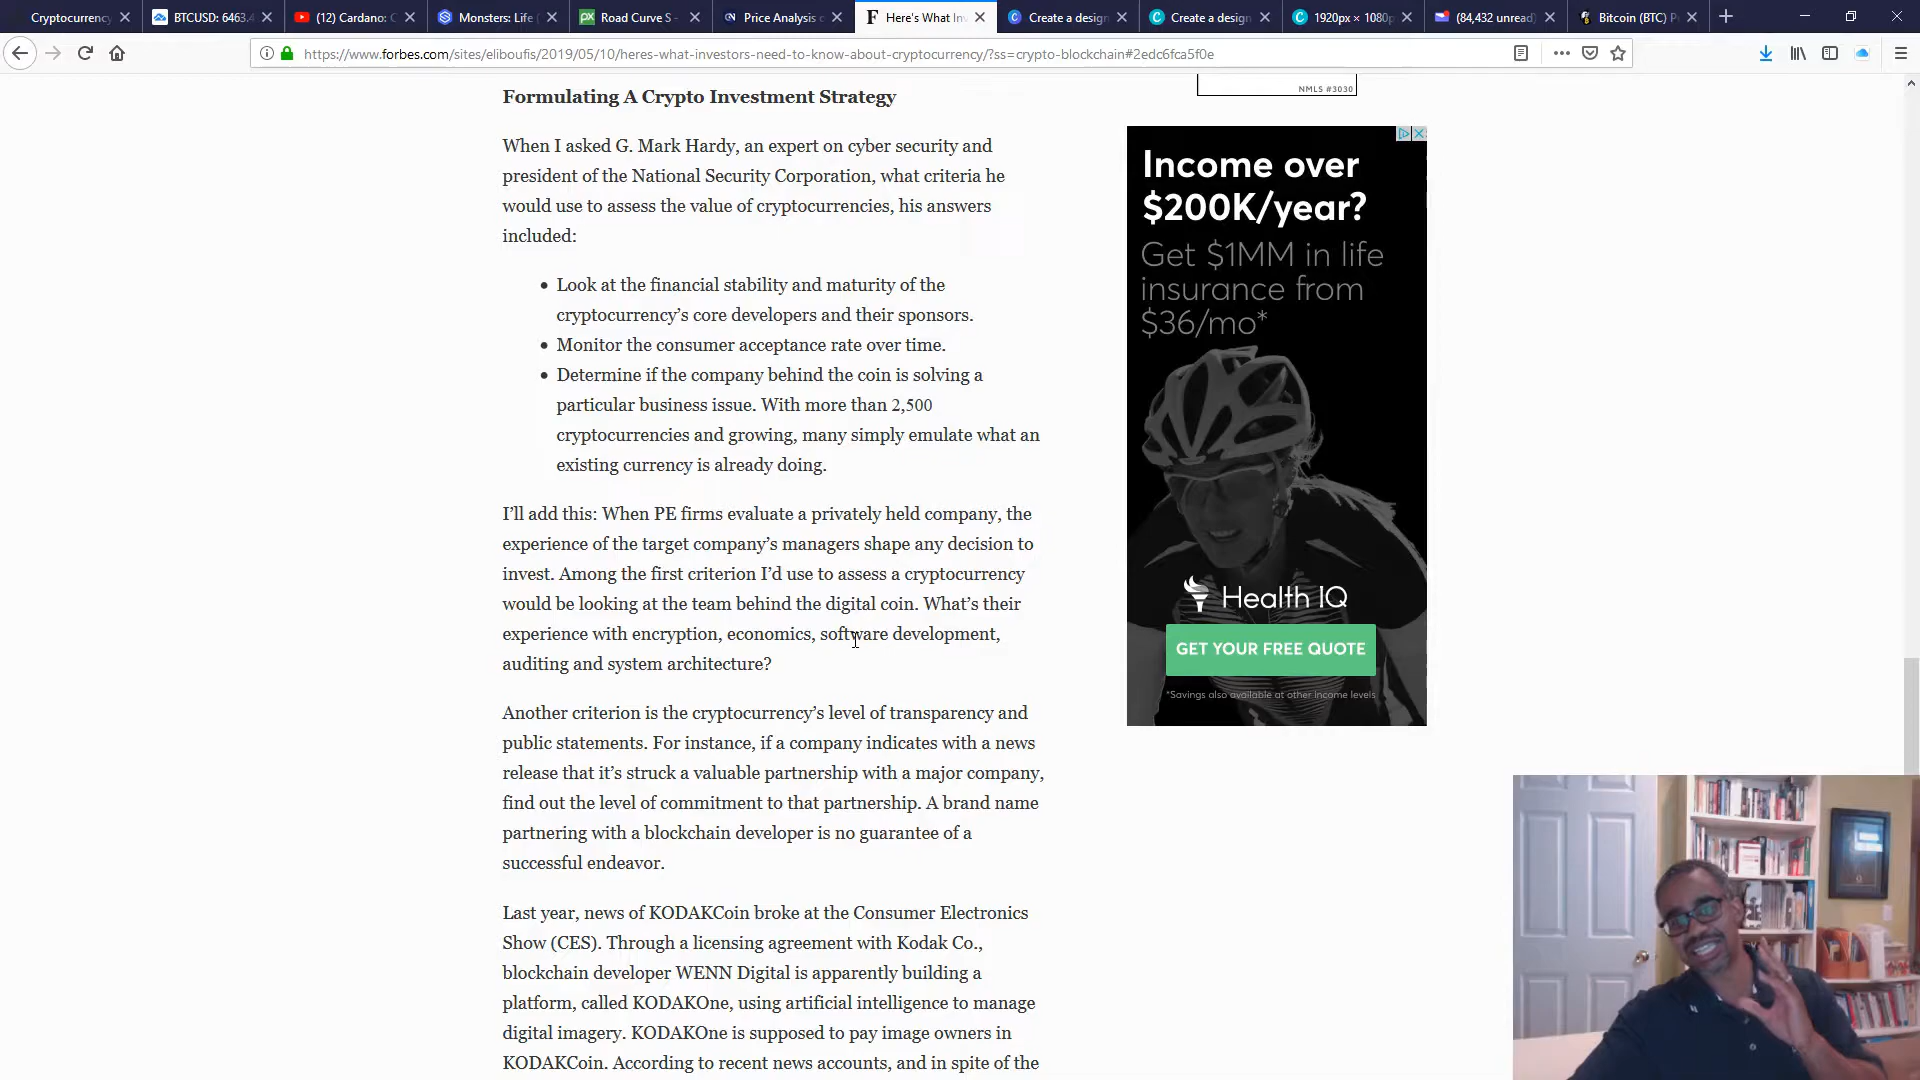 Cryptocurrency
BTCUSD: 6463.4
(12) Cardano: C
Monsters: Life (
Road Curve S -
Price Analysis o
Here's What Inv
Create a design
Create a design
1920px × 1080p
(84,432 unread)
Bitcoin (BTC) P
https://www.forbes.com/sites/eliboufis/2019/05/10/heres-what-investors-need-to-know-about-cryptocurrency/?ss=crypto-blockchain#2edc6fca5f0e
NMLS #3030
Formulating A Crypto Investment Strategy
When I asked G. Mark Hardy, an expert on cyber security and
president of the National Security Corporation, what criteria he
would use to assess the value of cryptocurrencies, his answers
included:
• Look at the financial stability and maturity of the
cryptocurrency’s core developers and their sponsors.
• Monitor the consumer acceptance rate over time.
• Determine if the company behind the coin is solving a
particular business issue. With more than 2,500
cryptocurrencies and growing, many simply emulate what an
existing currency is already doing.
I’ll add this: When PE firms evaluate a privately held company, the
experience of the target company’s managers shape any decision to
invest. Among the first criterion I’d use to assess a cryptocurrency
would be looking at the team behind the digital coin. What’s their
experience with encryption, economics, software development,
auditing and system architecture?
Another criterion is the cryptocurrency’s level of transparency and
public statements. For instance, if a company indicates with a news
release that it’s struck a valuable partnership with a major company,
find out the level of commitment to that partnership. A brand name
partnering with a blockchain developer is no guarantee of a
successful endeavor.
Last year, news of KODAKCoin broke at the Consumer Electronics
Show (CES). Through a licensing agreement with Kodak Co.,
blockchain developer WENN Digital is apparently building a
platform, called KODAKOne, using artificial intelligence to manage
digital imagery. KODAKOne is supposed to pay image owners in
KODAKCoin. According to recent news accounts, and in spite of the
Income over
$200K/year?
Get $1MM in life
insurance from
$36/mo*
Health IQ
GET YOUR FREE QUOTE
*Savings also available at other income levels